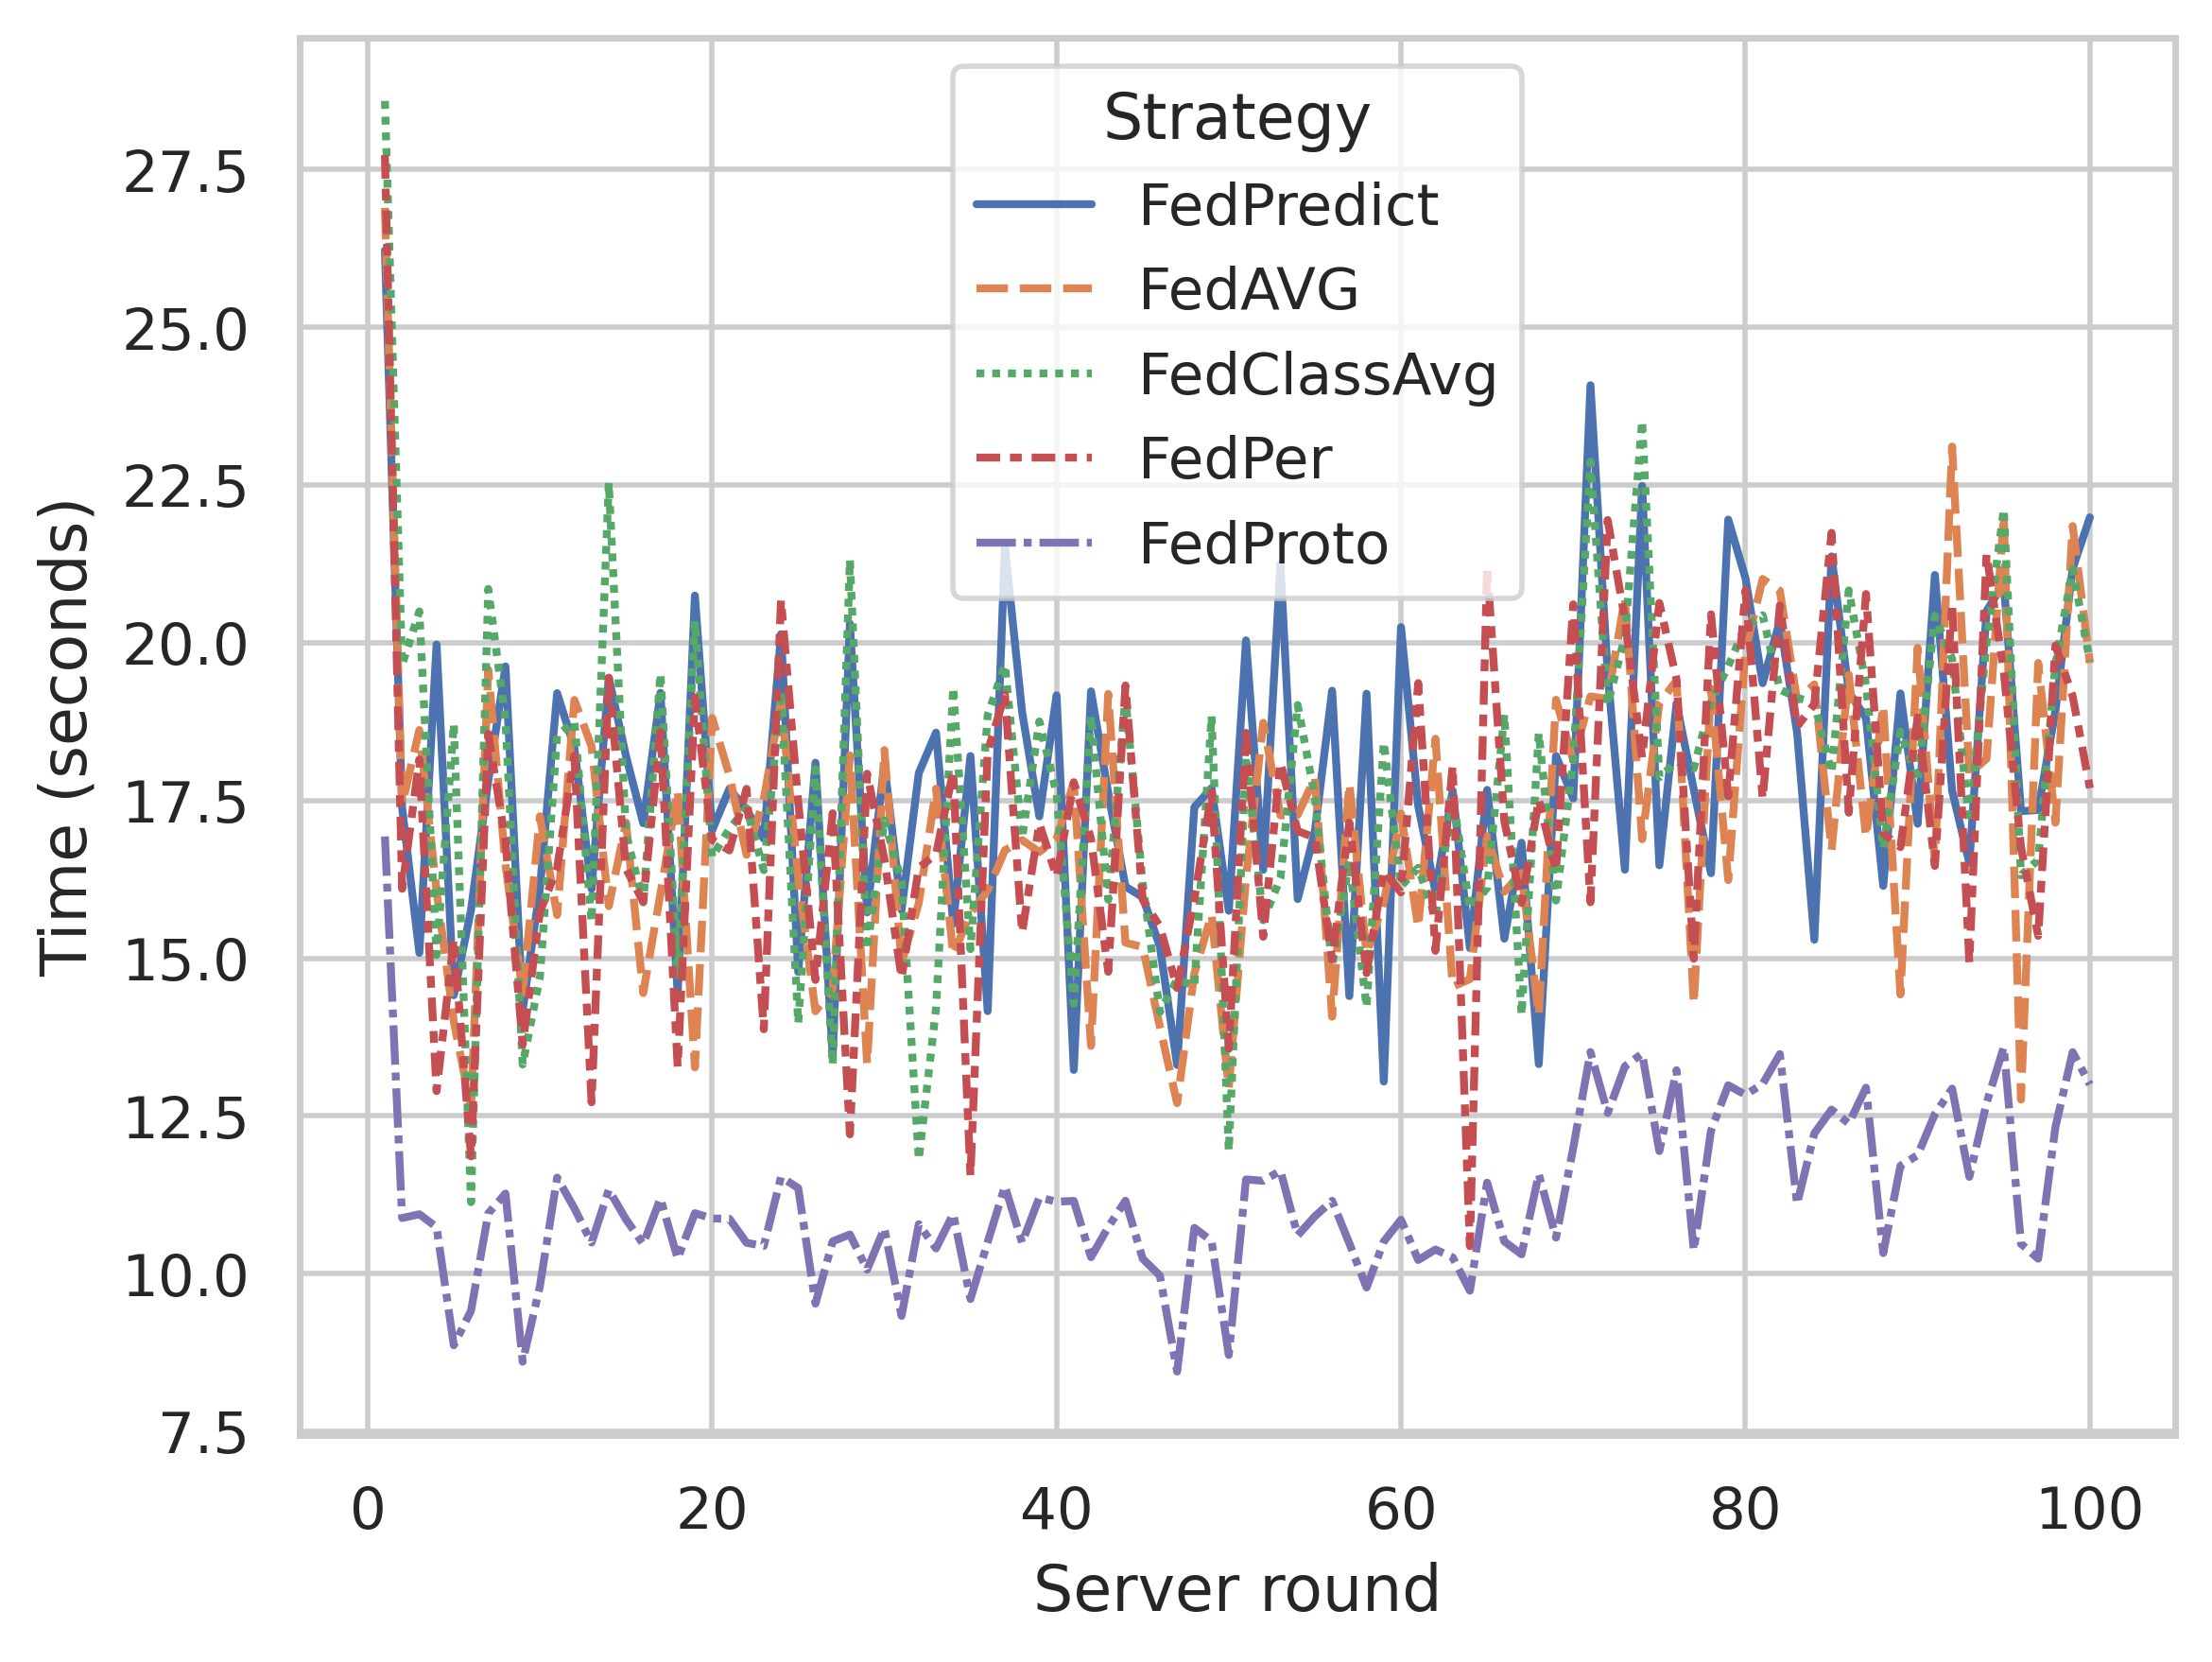 Strategy
FedPredict
FedAVG
FedClassAvg
FedPer
FedProto
Time (seconds)
27.5
25.0
22.5
20.0
17.5
15.0
12.5
10.0
7.5
0 20 40 60 80 100
Server round